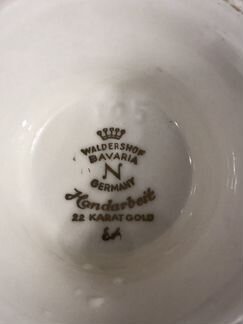 WALDERSHOF
BAVARIA
N
GERMANY
Handarbeit
22 KARAT GOLD